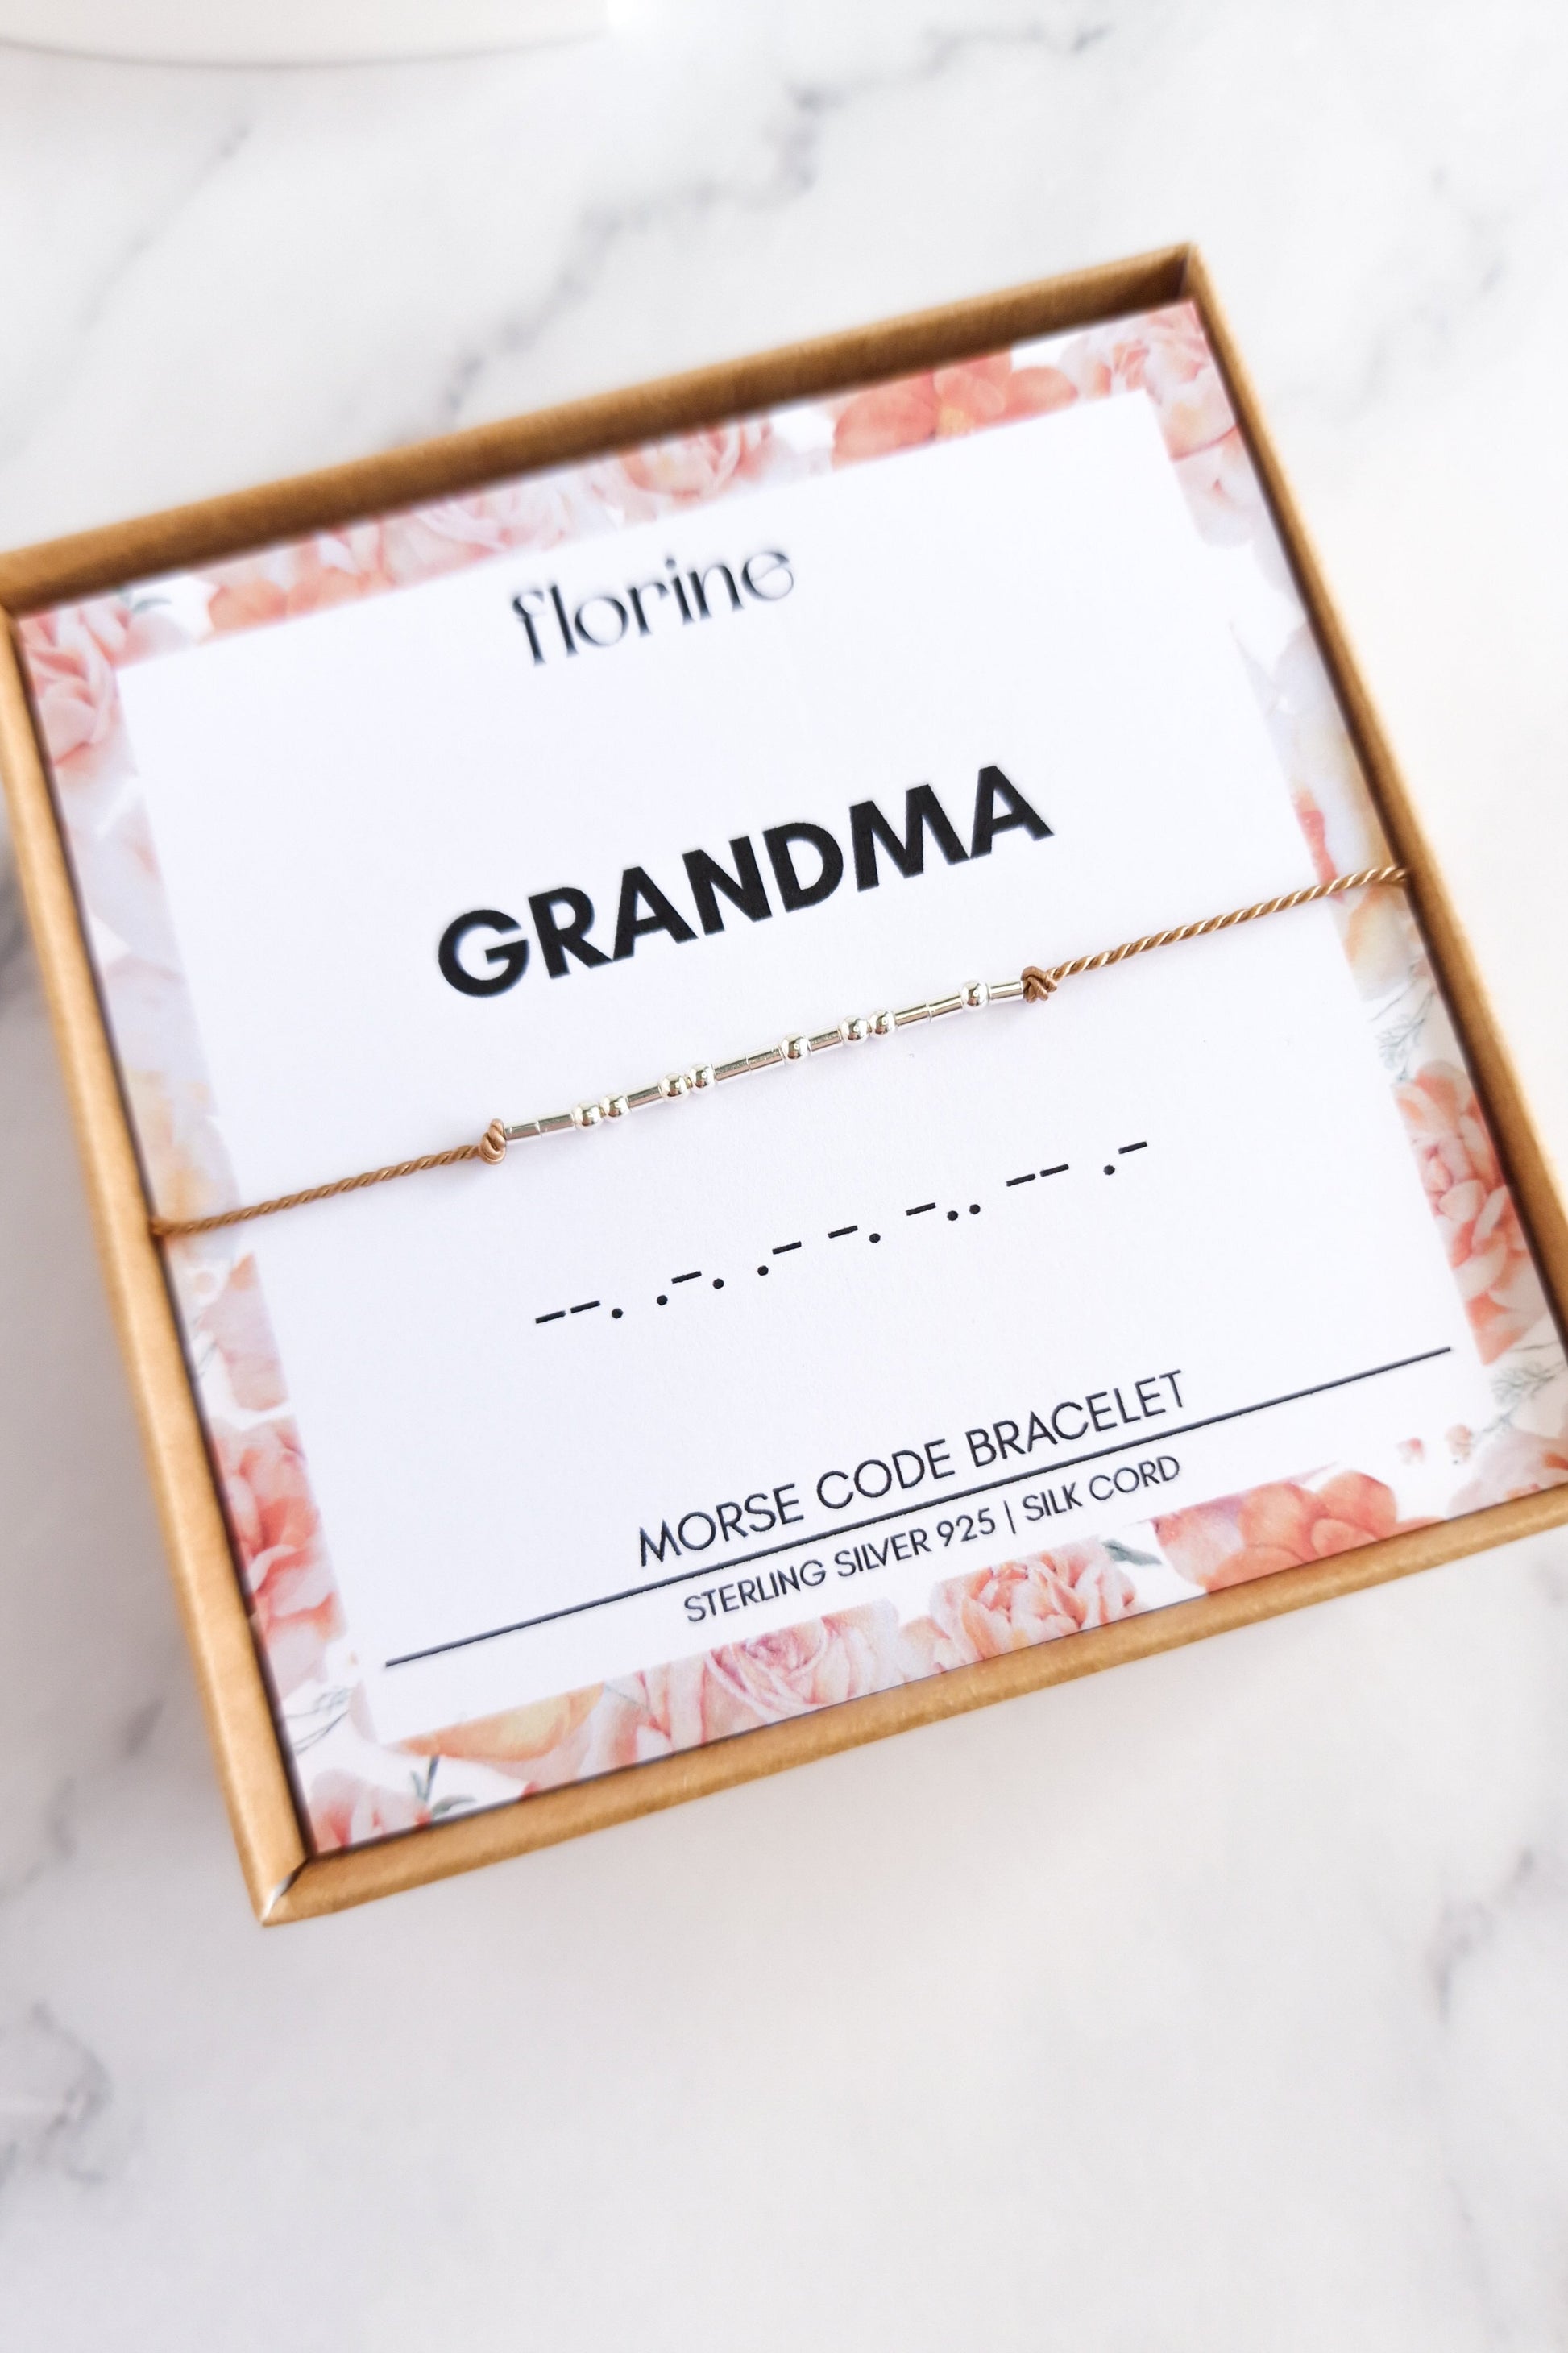 florine
GRANDMA
--. .-. .- -. -.. -- .-
MORSE CODE BRACELET
STERLING SILVER 925 | SILK CORD